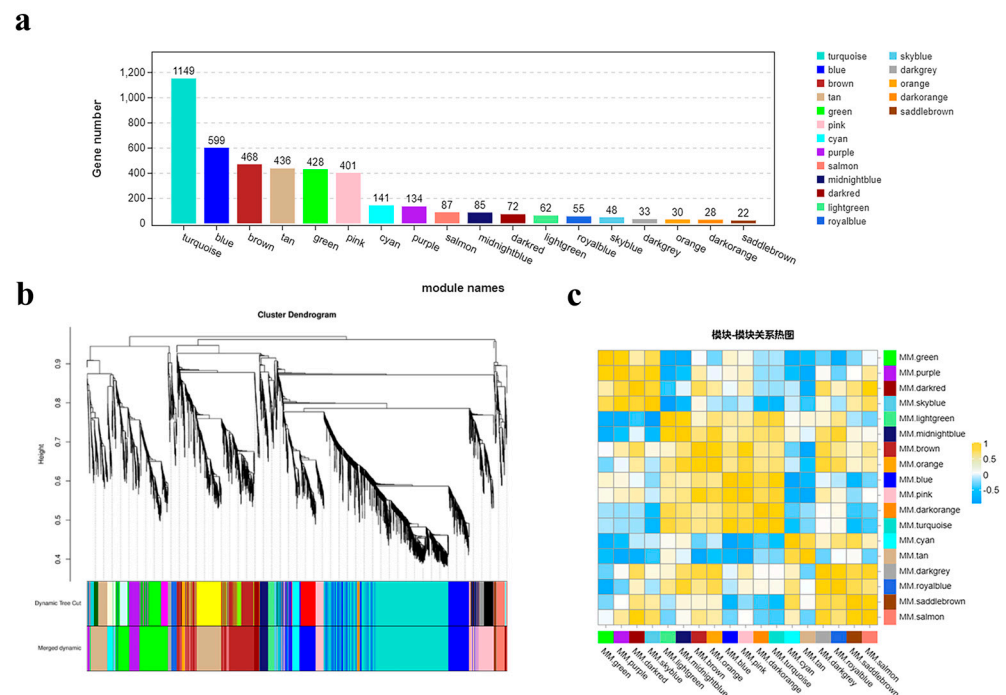 a
Gene number
1,200
1,000
800
600
400
200
0
1149
599
468
436
428
401
141
134
87
85
72
62
55
48
33
30
28
22
turquoise
blue
brown
tan
green
pink
cyan
purple
salmon
midnightblue
darkred
lightgreen
royalblue
skyblue
darkgrey
orange
darkorange
saddlebrown
module names
turquoise
blue
brown
tan
green
pink
cyan
purple
salmon
midnightblue
darkred
lightgreen
royalblue
skyblue
darkgrey
orange
darkorange
saddlebrown
b
Cluster Dendrogram
Height
0.9
0.8
0.7
0.6
0.5
0.4
Dynamic Tree Cut
Merged dynamic
c
模块-模块关系热图
MM.green
MM.purple
MM.darkred
MM.skyblue
MM.lightgreen
MM.midnightblue
MM.brown
MM.orange
MM.blue
MM.pink
MM.darkorange
MM.turquoise
MM.cyan
MM.tan
MM.darkgrey
MM.royalblue
MM.saddlebrown
MM.salmon
1
0.5
0
-0.5
MM.green
MM.purple
MM.darkred
MM.skyblue
MM.lightgreen
MM.midnightblue
MM.brown
MM.orange
MM.blue
MM.pink
MM.darkorange
MM.turquoise
MM.cyan
MM.tan
MM.darkgrey
MM.royalblue
MM.saddlebrown
MM.salmon